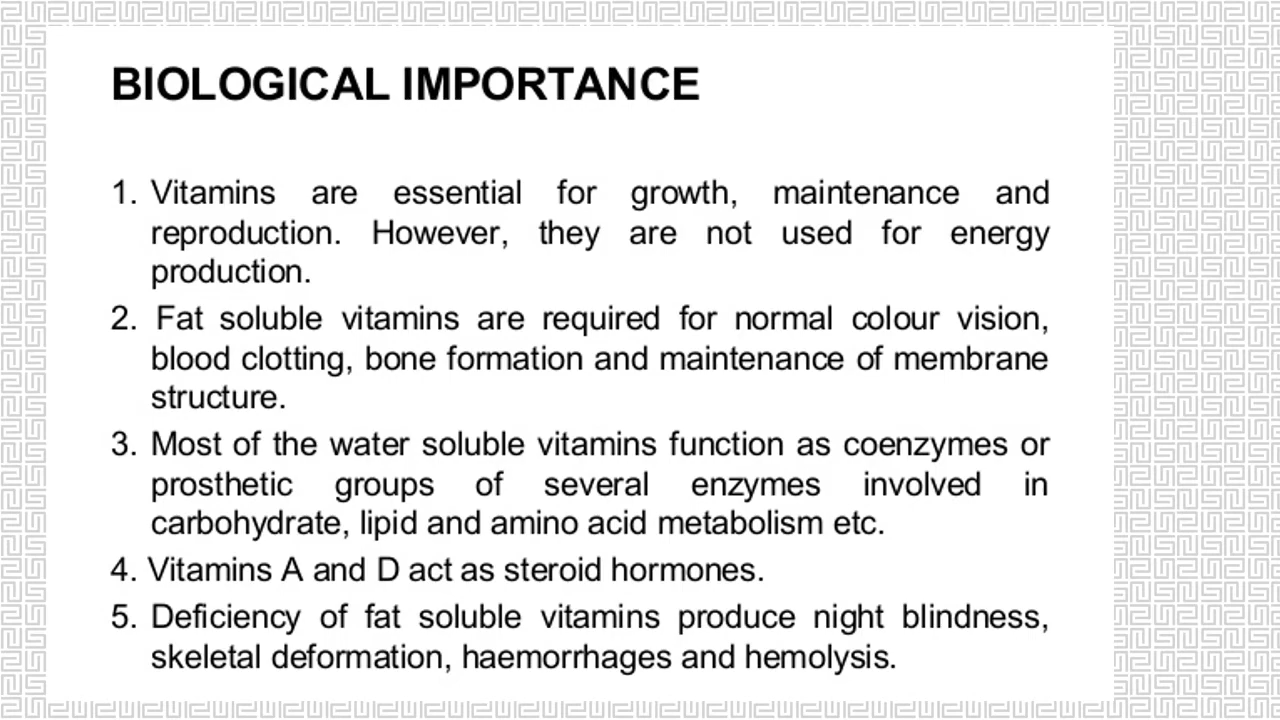 BIOLOGICAL IMPORTANCE
1. Vitamins are essential for growth, maintenance and
reproduction. However, they are not used for energy
production.
2. Fat soluble vitamins are required for normal colour vision,
blood clotting, bone formation and maintenance of membrane
structure.
3. Most of the water soluble vitamins function as coenzymes or
prosthetic groups of several enzymes involved in
carbohydrate, lipid and amino acid metabolism etc.
4. Vitamins A and D act as steroid hormones.
5. Deficiency of fat soluble vitamins produce night blindness,
skeletal deformation, haemorrhages and hemolysis.